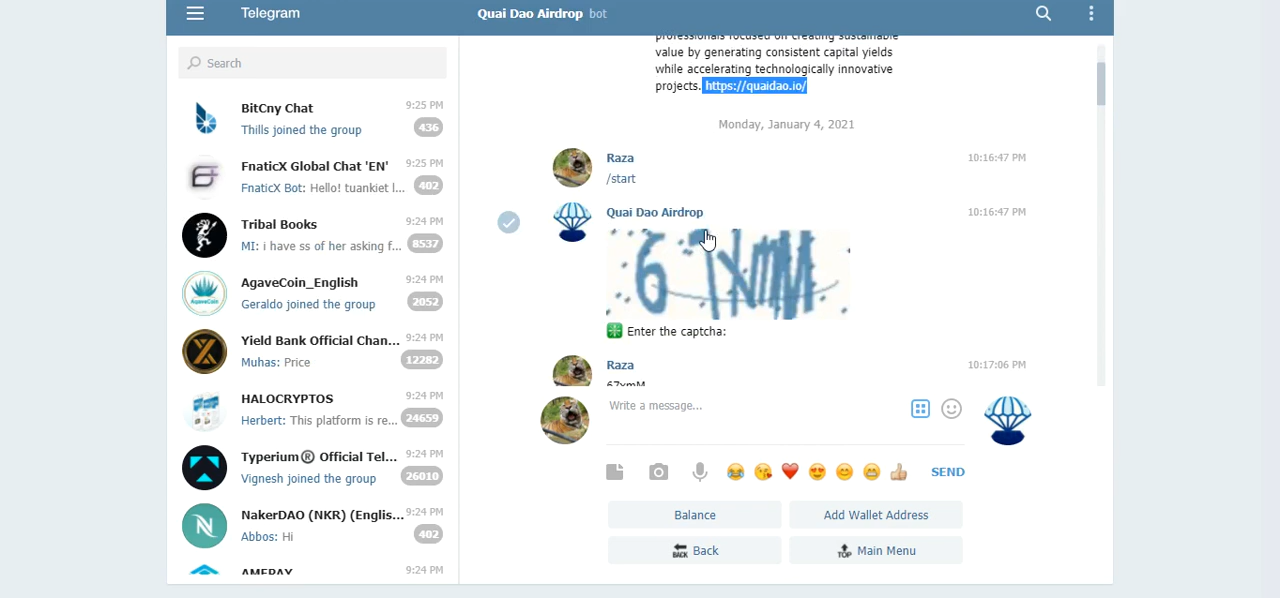 Telegram
Quai Dao Airdrop bot
Search
BitCny Chat 9:25 PM
Thills joined the group 436
FnaticX Global Chat 'EN' 9:25 PM
FnaticX Bot: Hello! tuankiet l... 402
Tribal Books 9:24 PM
MI: i have ss of her asking f... 8537
AgaveCoin_English 9:24 PM
Geraldo joined the group 2052
Yield Bank Official Chan... 9:24 PM
Muhas: Price 12282
HALOCRYPTOS 9:24 PM
Herbert: This platform is re... 24659
Typerium® Official Tel... 9:24 PM
Vignesh joined the group 26010
NakerDAO (NKR) (Englis... 9:24 PM
Abbos: Hi 402
AMEPAY 9:24 PM
professionals focused on creating sustainable
value by generating consistent capital yields
while accelerating technologically innovative
projects. https://quaidao.io/
Monday, January 4, 2021
Raza 10:16:47 PM
/start
Quai Dao Airdrop 10:16:47 PM
67xmM
Enter the captcha:
Raza 10:17:06 PM
67xmM
Write a message...
SEND
Balance
Add Wallet Address
BACK Back
TOP Main Menu